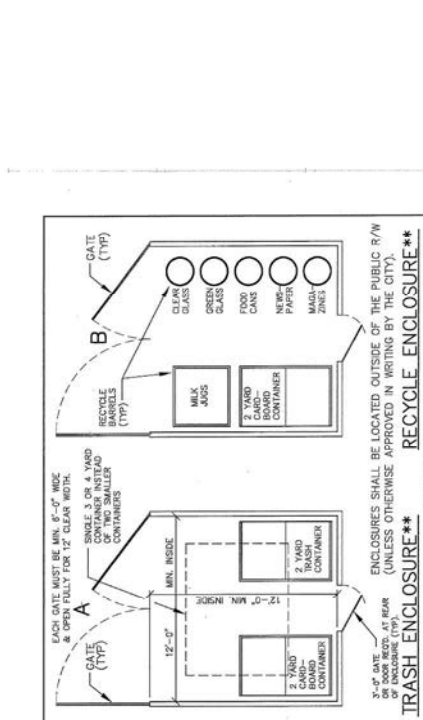 EACH GATE MUST BE MIN. 6'-0" WIDE
& OPEN FULLY FOR 12' CLEAR WIDTH.
GATE
(TYP)
A
SINGLE 3 OR 4 YARD
CONTAINER INSTEAD
OF TWO SMALLER
CONTAINERS
12'-0"
MIN. INSIDE
12'-0" MIN. INSIDE
2 YARD
CARD-
BOARD
CONTAINER
2 YARD
TRASH
CONTAINER
3'-0" GATE
OR DOOR REQ'D. AT REAR
OF ENCLOSURE (TYP).
TRASH ENCLOSURE**
RECYCLE
BARRELS
(TYP)
B
GATE
(TYP)
MILK
JUGS
2 YARD
CARD-
BOARD
CONTAINER
CLEAR
GLASS
GREEN
GLASS
FOOD
CANS
NEWS-
PAPER
MAGA-
ZINES
ENCLOSURES SHALL BE LOCATED OUTSIDE OF THE PUBLIC R/W
(UNLESS OTHERWISE APPROVED IN WRITING BY THE CITY).
RECYCLE ENCLOSURE**